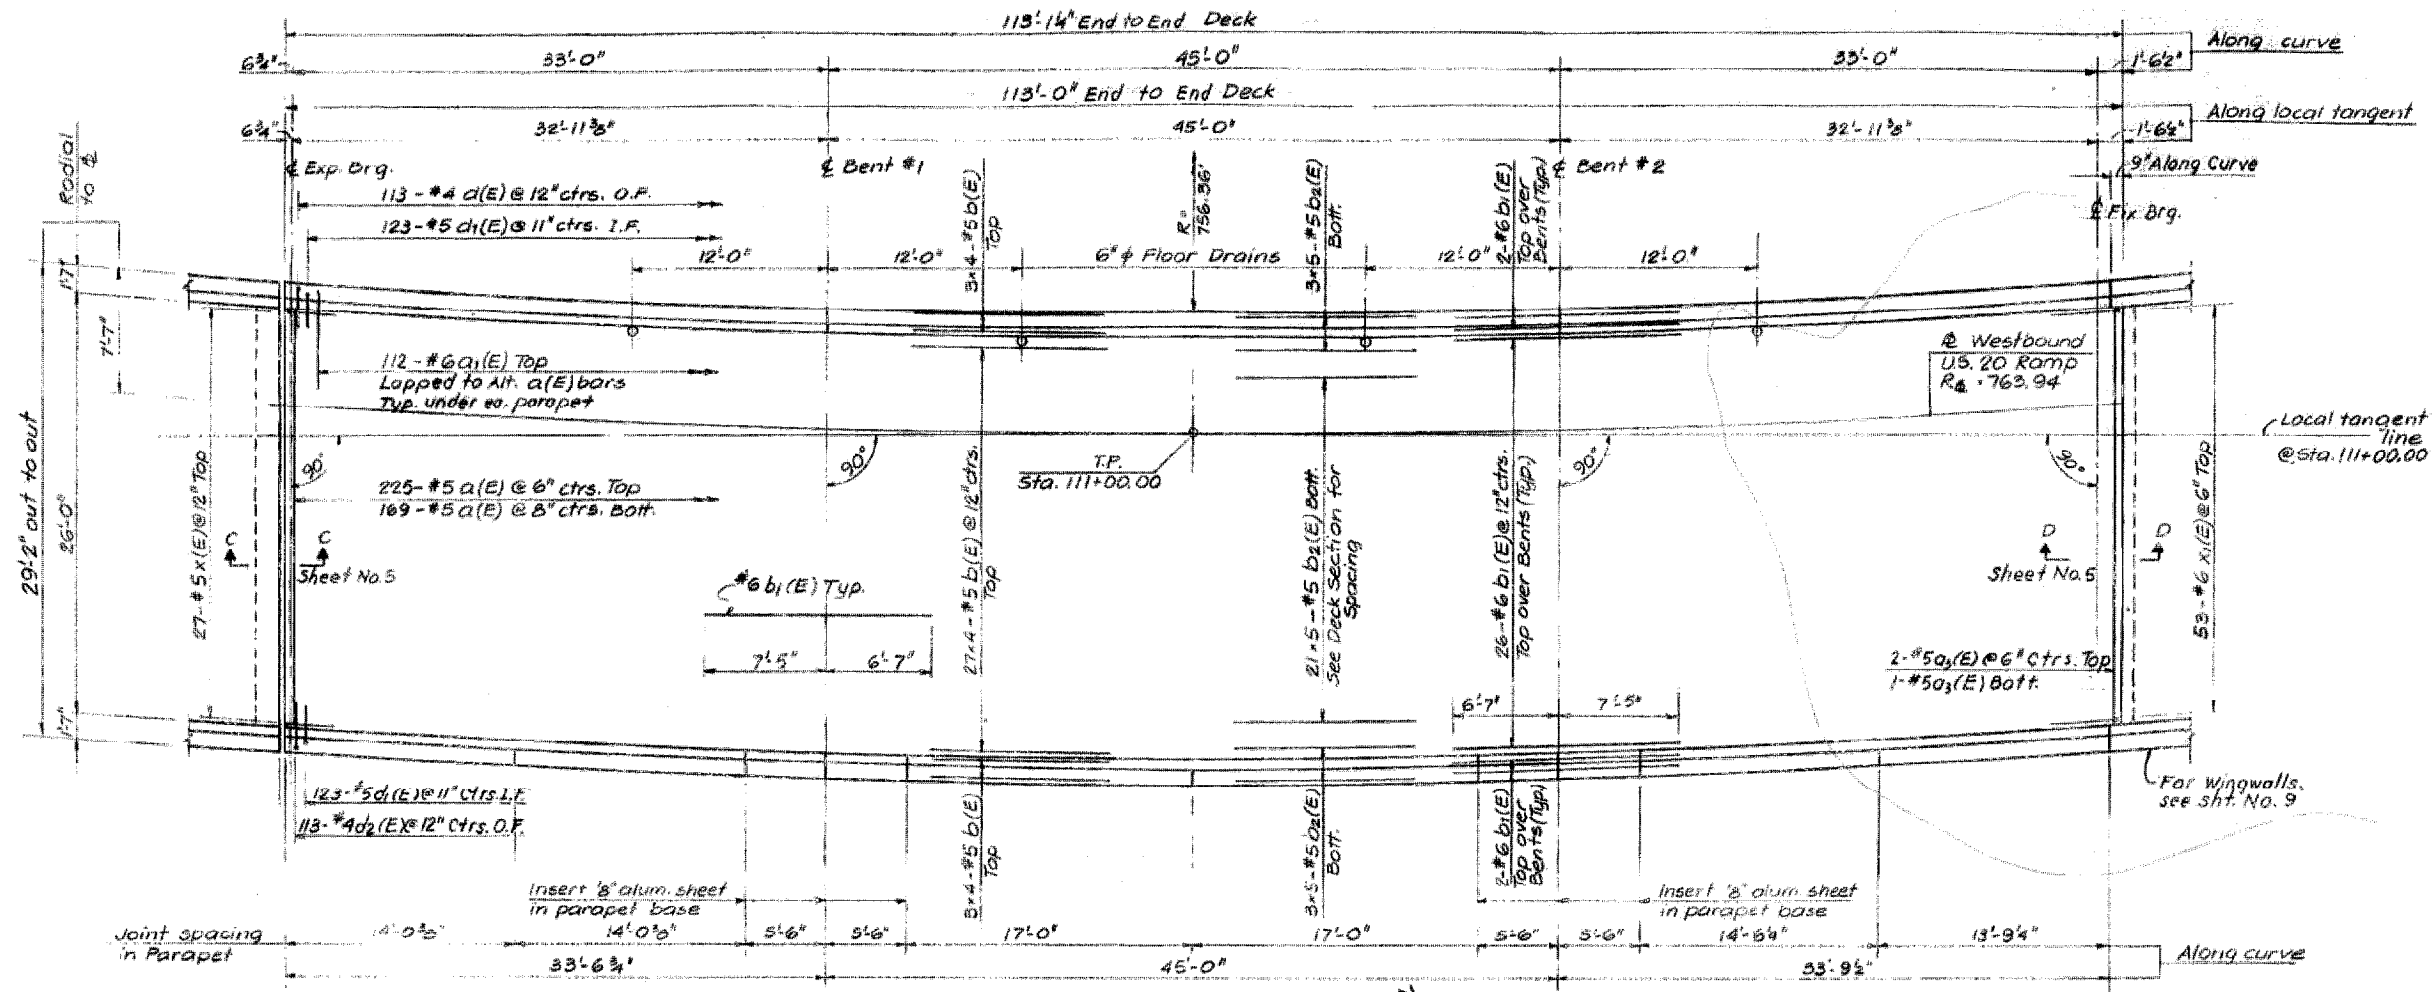 113'-1¼" End to End Deck
Along curve
6¾"
33'-0"
45'-0"
33'-0"
1'-6½"
113'-0" End to End Deck
Along local tangent
6¾"
32'-11⅜"
45'-0"
32'-11⅜"
1'-6½"
Radial
to ℄
℄ Exp. Brg.
℄ Bent #1
℄ Bent #2
9" Along Curve
℄ Fix. Brg.
113-#4 d(E) @ 12" ctrs. O.F.
123-#5 d₁(E) @ 11" ctrs. I.F.
3x4-#5 b(E)
Top
R=
756.36'
3x5-#5 b₂(E)
Bott.
2-#6 b₁(E)
Top over
Bents (Typ.)
12'-0"
12'-0"
6" φ Floor Drains
12'-0"
12'-0"
1'-7"
7'-7"
29'-2" out to out
26'-0"
1'-7"
112-#6 a₁(E) Top
Lapped to Alt. a(E) bars
Typ. under ea. parapet
℄ Westbound
U.S. 20 Ramp
R℄ = 763.94
Local tangent
line
@ Sta. 111+00.00
T.P.
Sta. 111+00.00
90°
90°
90°
90°
225-#5 a(E) @ 6" ctrs. Top
169-#5 a(E) @ 8" ctrs. Bott.
27-#5 x(E) @ 12" Top
C
C
Sheet No. 5
27x4-#5 b(E) @ 12" ctrs.
Top
21x5-#5 b₂(E) Bott.
See Deck Section for
Spacing
26-#6 b₁(E) @ 12" ctrs.
Top over Bents (Typ.)
D
D
Sheet No. 5
53-#6 x₁(E) @ 6" Top
#6 b₁(E) Typ.
7'-5"
6'-7"
2-#5 a₃(E) @ 6" Ctrs. Top
1-#5 a₃(E) Bott.
6'-7"
7'-5"
123-#5 d₁(E) @ 11" Ctrs. I.F.
113-#4 d₂(E) @ 12" Ctrs. O.F.
3x4-#5 b(E)
Top
3x5-#5 b₂(E)
Bott.
2-#6 b₁(E)
Top over
Bents (Typ.)
For Wingwalls,
see sht. No. 9
Insert ⅛" alum. sheet
in parapet base
Insert ⅛" alum. sheet
in parapet base
Joint spacing
in Parapet
14'-0⅜"
14'-0⅜"
5'-6"
5'-6"
17'-0"
17'-0"
5'-6"
5'-6"
14'-6¼"
13'-9¼"
33'-6¾"
45'-0"
33'-9½"
Along curve